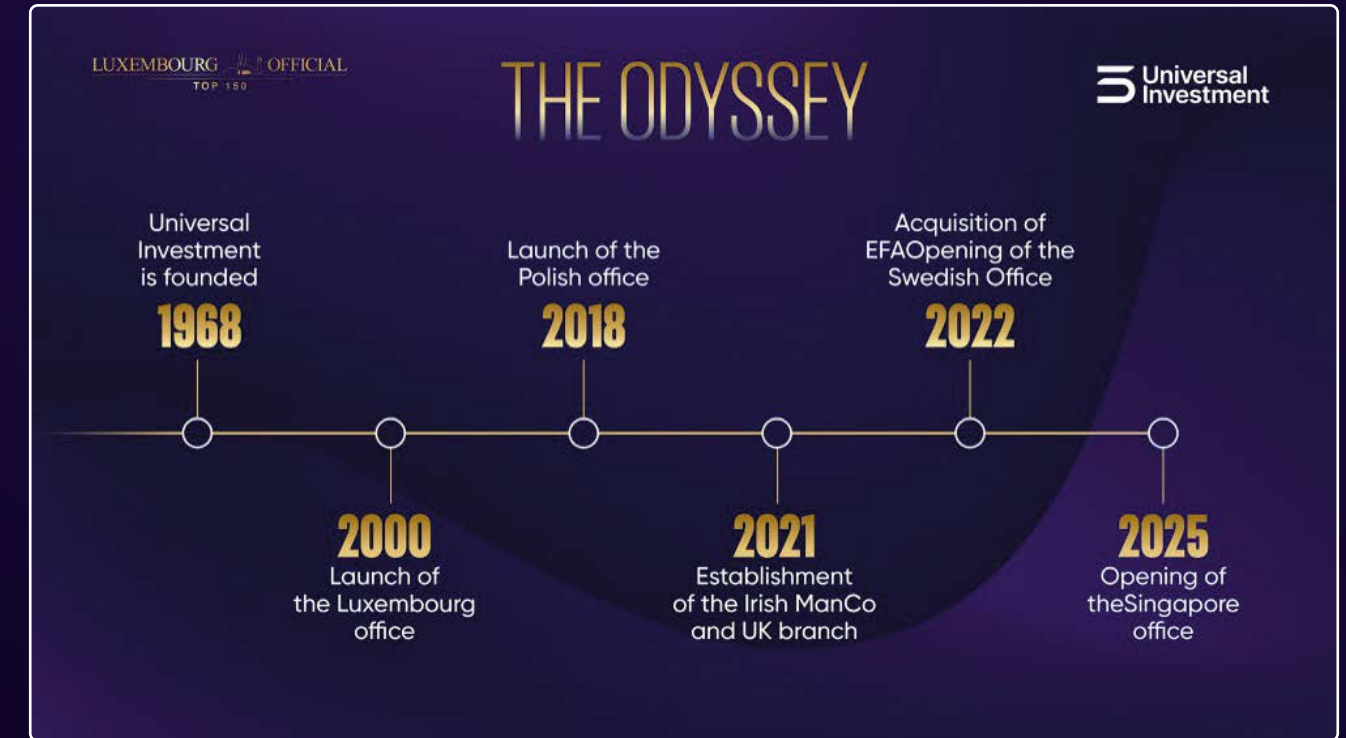 LUXEMBOURG OFFICIAL
TOP 150
THE ODYSSEY
Universal
Investment
Universal
Investment
is founded
1968
2000
Launch of
the Luxembourg
office
Launch of the
Polish office
2018
2021
Establishment
of the Irish ManCo
and UK branch
Acquisition of
EFAOpening of the
Swedish Office
2022
2025
Opening of
theSingapore
office